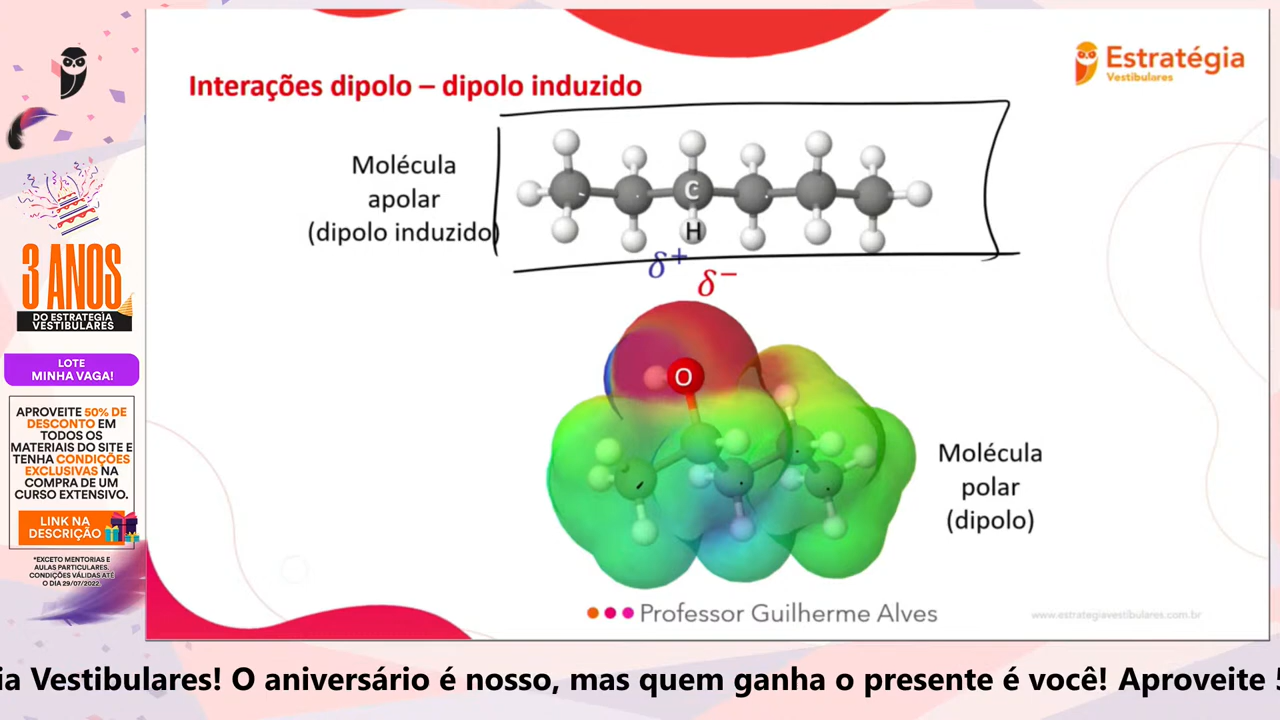 Estratégia
Vestibulares
Interações dipolo – dipolo induzido
Molécula
apolar
(dipolo induzido)
C
H
δ+
δ−
O
Molécula
polar
(dipolo)
Professor Guilherme Alves
www.estrategiavestibulares.com.br
3 ANOS
DO ESTRATEGIA
VESTIBULARES
LOTE
MINHA VAGA!
APROVEITE 50% DE
DESCONTO EM
TODOS OS
MATERIAIS DO SITE E
TENHA CONDIÇÕES
EXCLUSIVAS NA
COMPRA DE UM
CURSO EXTENSIVO.
LINK NA
DESCRIÇÃO
*EXCETO MENTORIAS E
AULAS PARTICULARES.
CONDIÇÕES VÁLIDAS ATÉ
O DIA 29/07/2022.
ia Vestibulares! O aniversário é nosso, mas quem ganha o presente é você! Aproveite 5